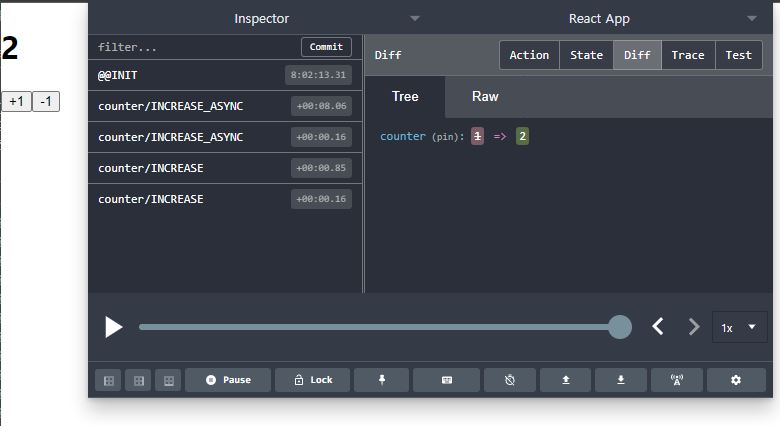 Inspector React App
2
filter... Commit
Diff Action State Diff Trace Test
@@INIT 8:02:13.31
+1 -1
Tree Raw
counter/INCREASE_ASYNC +00:08.06
counter (pin): 1 => 2
counter/INCREASE_ASYNC +00:00.16
counter/INCREASE +00:00.85
counter/INCREASE +00:00.16
1x
Pause Lock